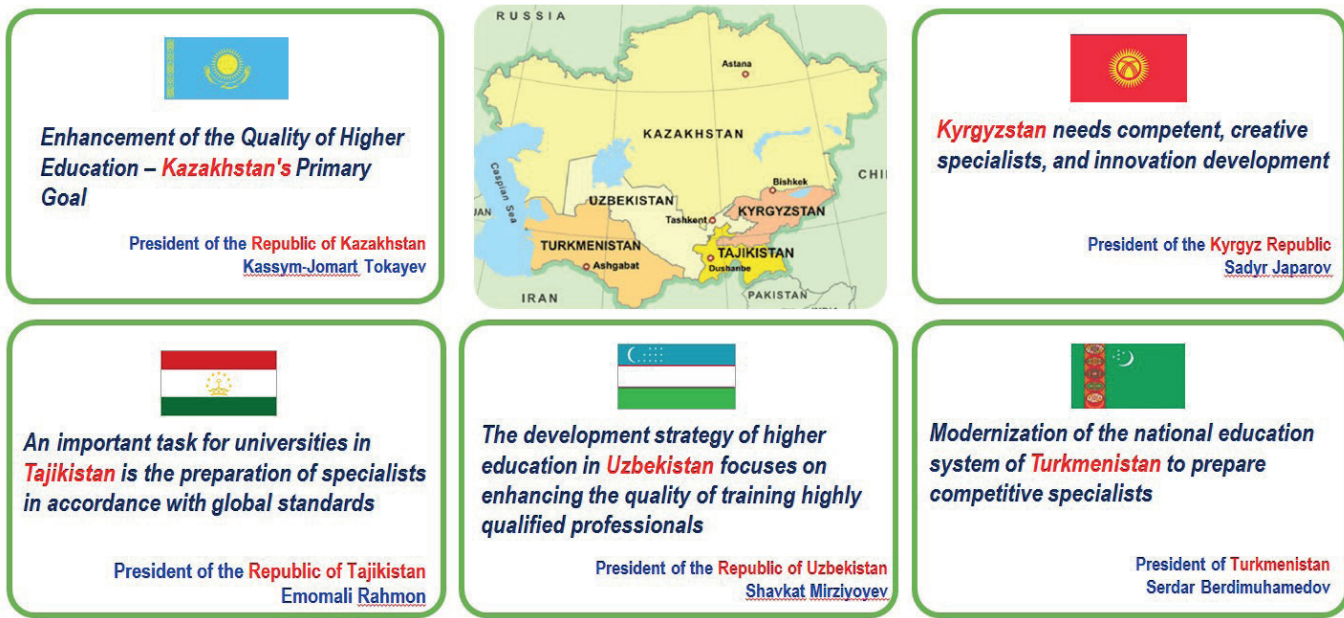 Enhancement of the Quality of Higher
Education – Kazakhstan's Primary
Goal
President of the Republic of Kazakhstan
Kassym-Jomart Tokayev
RUSSIA
Astana
KAZAKHSTAN
CHI
Caspian Sea
Bishkek
UZBEKISTAN
Tashkent
KYRGYZSTAN
JAN
TURKMENISTAN
TAJIKISTAN
Ashgabat
Dushanbe
IRAN
PAKISTAN
Kyrgyzstan needs competent, creative
specialists, and innovation development
President of the Kyrgyz Republic
Sadyr Japarov
An important task for universities in
Tajikistan is the preparation of specialists
in accordance with global standards
President of the Republic of Tajikistan
Emomali Rahmon
The development strategy of higher
education in Uzbekistan focuses on
enhancing the quality of training highly
qualified professionals
President of the Republic of Uzbekistan
Shavkat Mirziyoyev
Modernization of the national education
system of Turkmenistan to prepare
competitive specialists
President of Turkmenistan
Serdar Berdimuhamedov